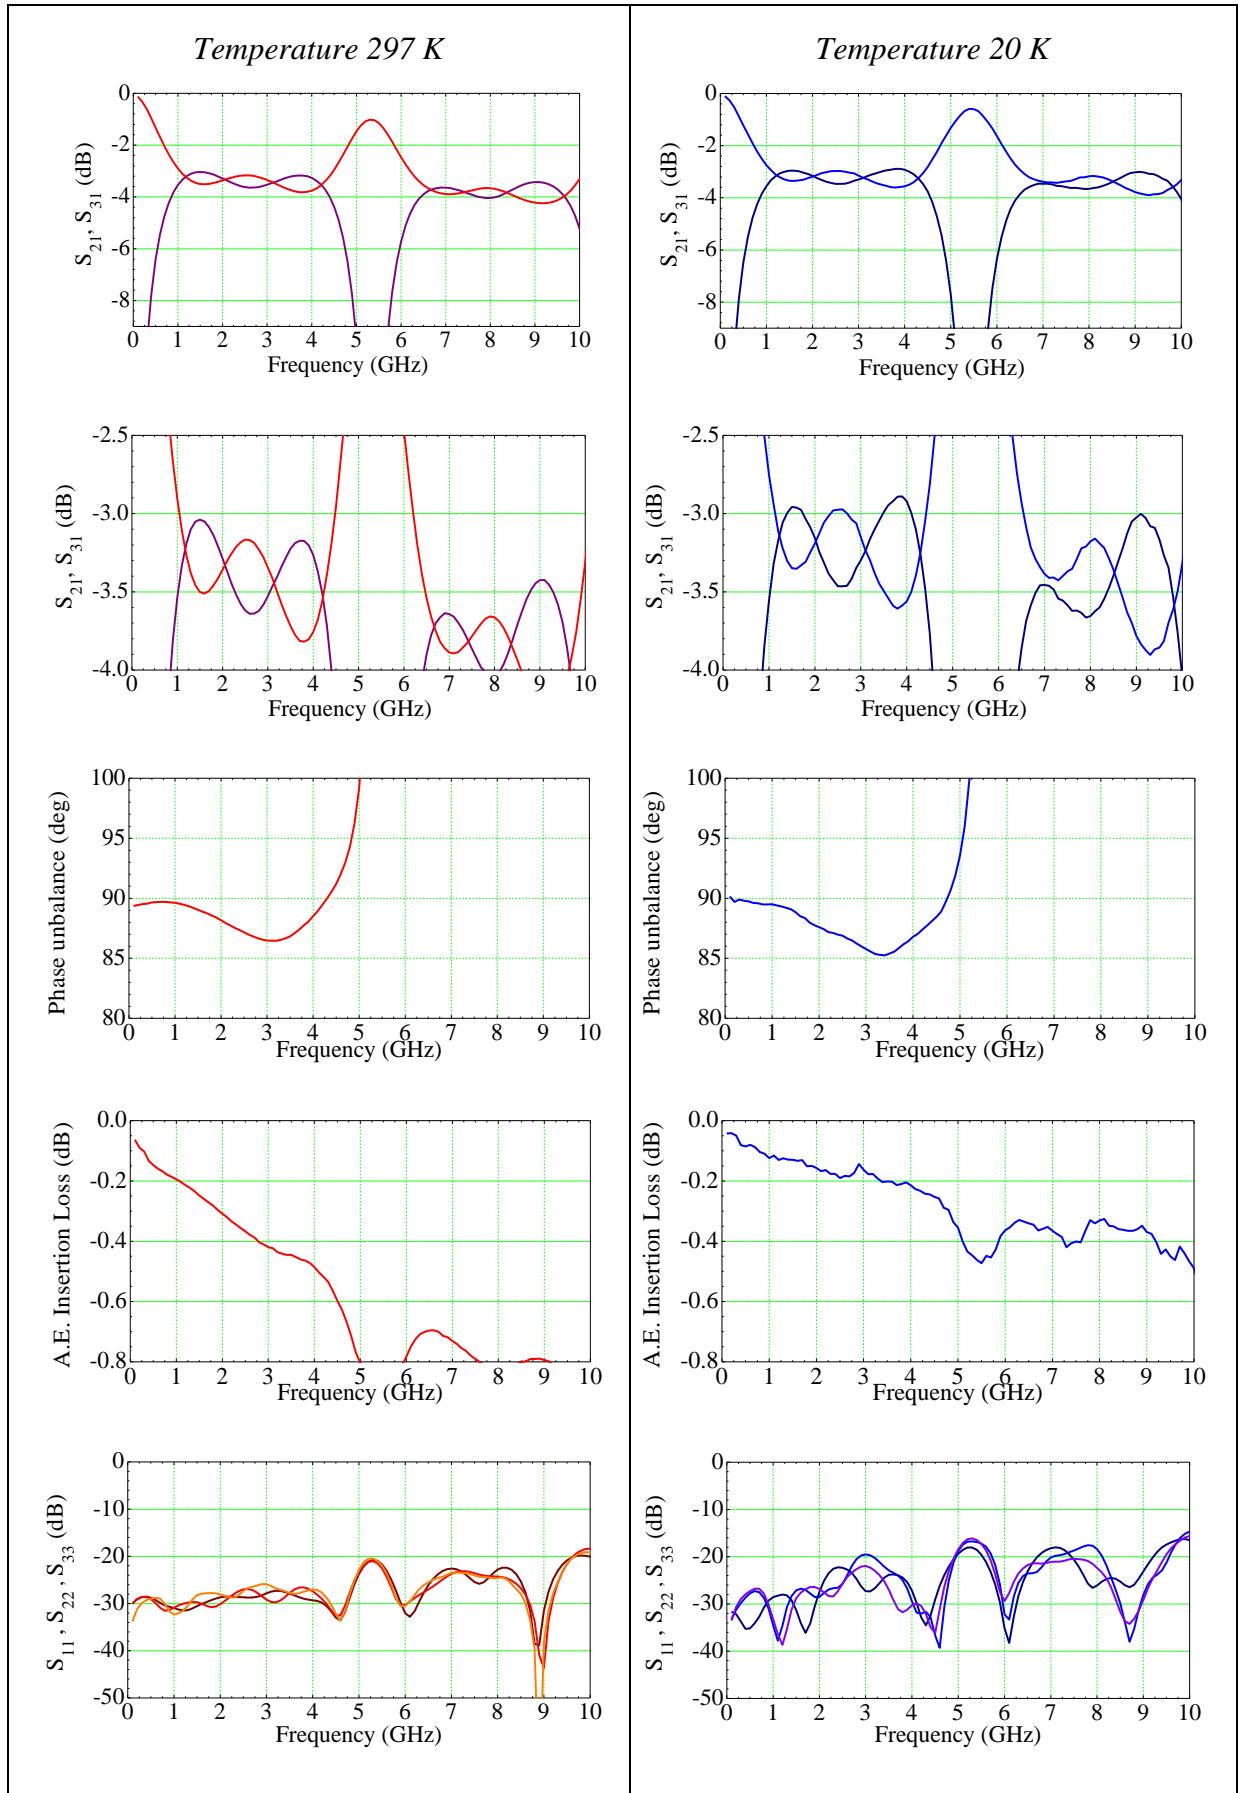 Temperature 297 K
0
-2
-4
-6
-8
S21, S31 (dB)
0 1 2 3 4 5 6 7 8 9 10
Frequency (GHz)
-2.5
-3.0
-3.5
-4.0
S21, S31 (dB)
0 1 2 3 4 5 6 7 8 9 10
Frequency (GHz)
100
95
90
85
80
Phase unbalance (deg)
0 1 2 3 4 5 6 7 8 9 10
Frequency (GHz)
0.0
-0.2
-0.4
-0.6
-0.8
A.E. Insertion Loss (dB)
0 1 2 3 4 5 6 7 8 9 10
Frequency (GHz)
0
-10
-20
-30
-40
-50
S11, S22, S33 (dB)
0 1 2 3 4 5 6 7 8 9 10
Frequency (GHz)
Temperature 20 K
0
-2
-4
-6
-8
S21, S31 (dB)
0 1 2 3 4 5 6 7 8 9 10
Frequency (GHz)
-2.5
-3.0
-3.5
-4.0
S21, S31 (dB)
0 1 2 3 4 5 6 7 8 9 10
Frequency (GHz)
100
95
90
85
80
Phase unbalance (deg)
0 1 2 3 4 5 6 7 8 9 10
Frequency (GHz)
0.0
-0.2
-0.4
-0.6
-0.8
A.E. Insertion Loss (dB)
0 1 2 3 4 5 6 7 8 9 10
Frequency (GHz)
0
-10
-20
-30
-40
-50
S11, S22, S33 (dB)
0 1 2 3 4 5 6 7 8 9 10
Frequency (GHz)